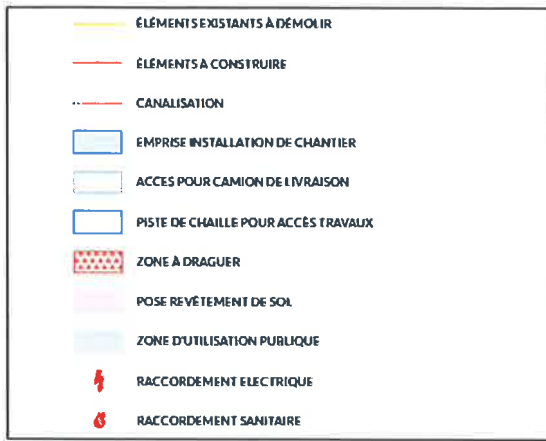 ÉLÉMENTS EXISTANTS À DÉMOLIR
ÉLÉMENTS À CONSTRUIRE
CANALISATION
EMPRISE INSTALLATION DE CHANTIER
ACCES POUR CAMION DE LIVRAISON
PISTE DE CHAILLE POUR ACCÈS TRAVAUX
ZONE À DRAGUER
POSE REVÊTEMENT DE SOL
ZONE D'UTILISATION PUBLIQUE
RACCORDEMENT ELECTRIQUE
RACCORDEMENT SANITAIRE